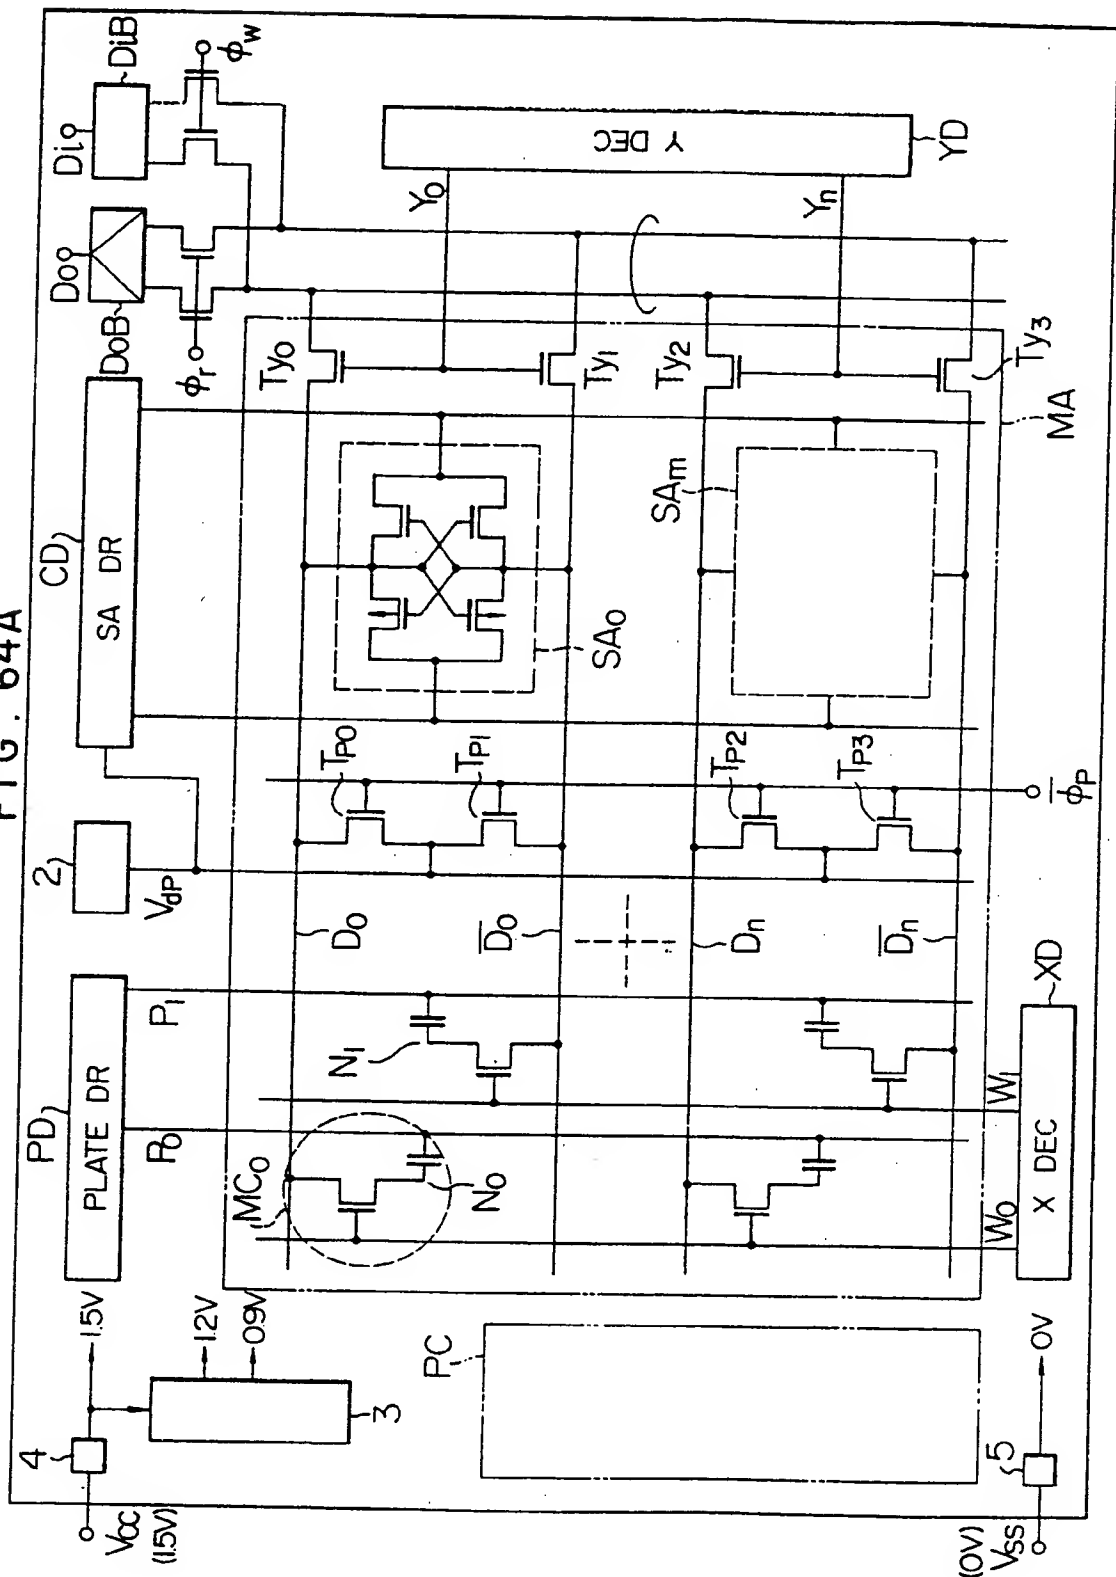 FIG. 64A
4
VCC
(1.5V)
1.5V
1.2V
0.9V
3
PD
PLATE DR
P0
P1
2
VdP
CD
SA DR
Do
DoB
Di
DiB
ϕr
ϕW
MC0
N0
N1
D0
D̅0
Dn
D̅n
TP0
TP1
TP2
TP3
ϕ̅P
SA0
SAm
Ty0
Ty1
Ty2
Ty3
MA
Y0
Yn
Y DEC
YD
PC
W0
W1
X DEC
XD
5
0V
(0V)
VSS